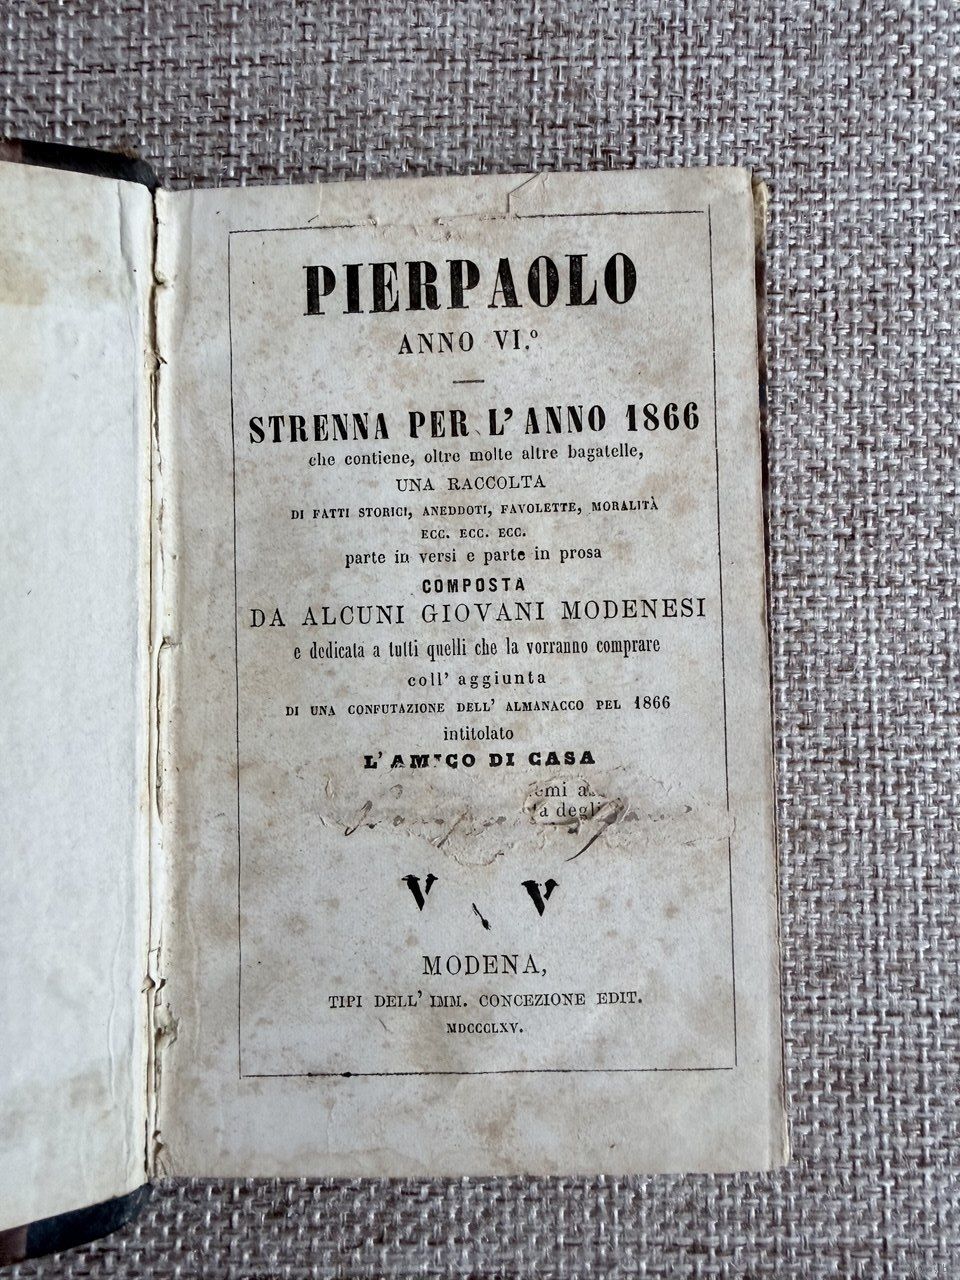 PIERPAOLO
ANNO VI.º
STRENNA PER L' ANNO 1866
che contiene, oltre molte altre bagatelle,
UNA RACCOLTA
DI FATTI STORICI, ANEDDOTI, FAVOLETTE, MORALITÀ
ECC. ECC. ECC.
parte in versi e parte in prosa
COMPOSTA
DA ALCUNI GIOVANI MODENESI
e dedicata a tutti quelli che la vorranno comprare
coll' aggiunta
DI UNA CONFUTAZIONE DELL' ALMANACCO PEL 1866
intitolato
L' AMICO DI CASA
degli
V V
MODENA,
TIPI DELL' IMM. CONCEZIONE EDIT.
MDCCCLXV.